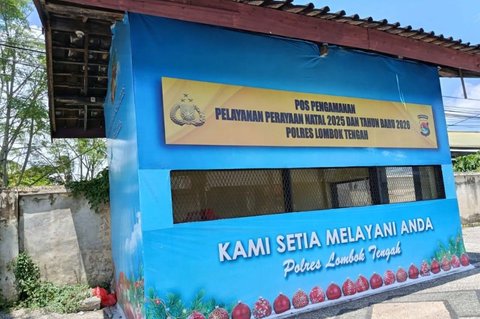 POS PENGAMANAN
PELAYANAN PERAYAAN NATAL 2025 DAN TAHUN BARU 2026
POLRES LOMBOK TENGAH
KAMI SETIA MELAYANI ANDA
Polres Lombok Tengah